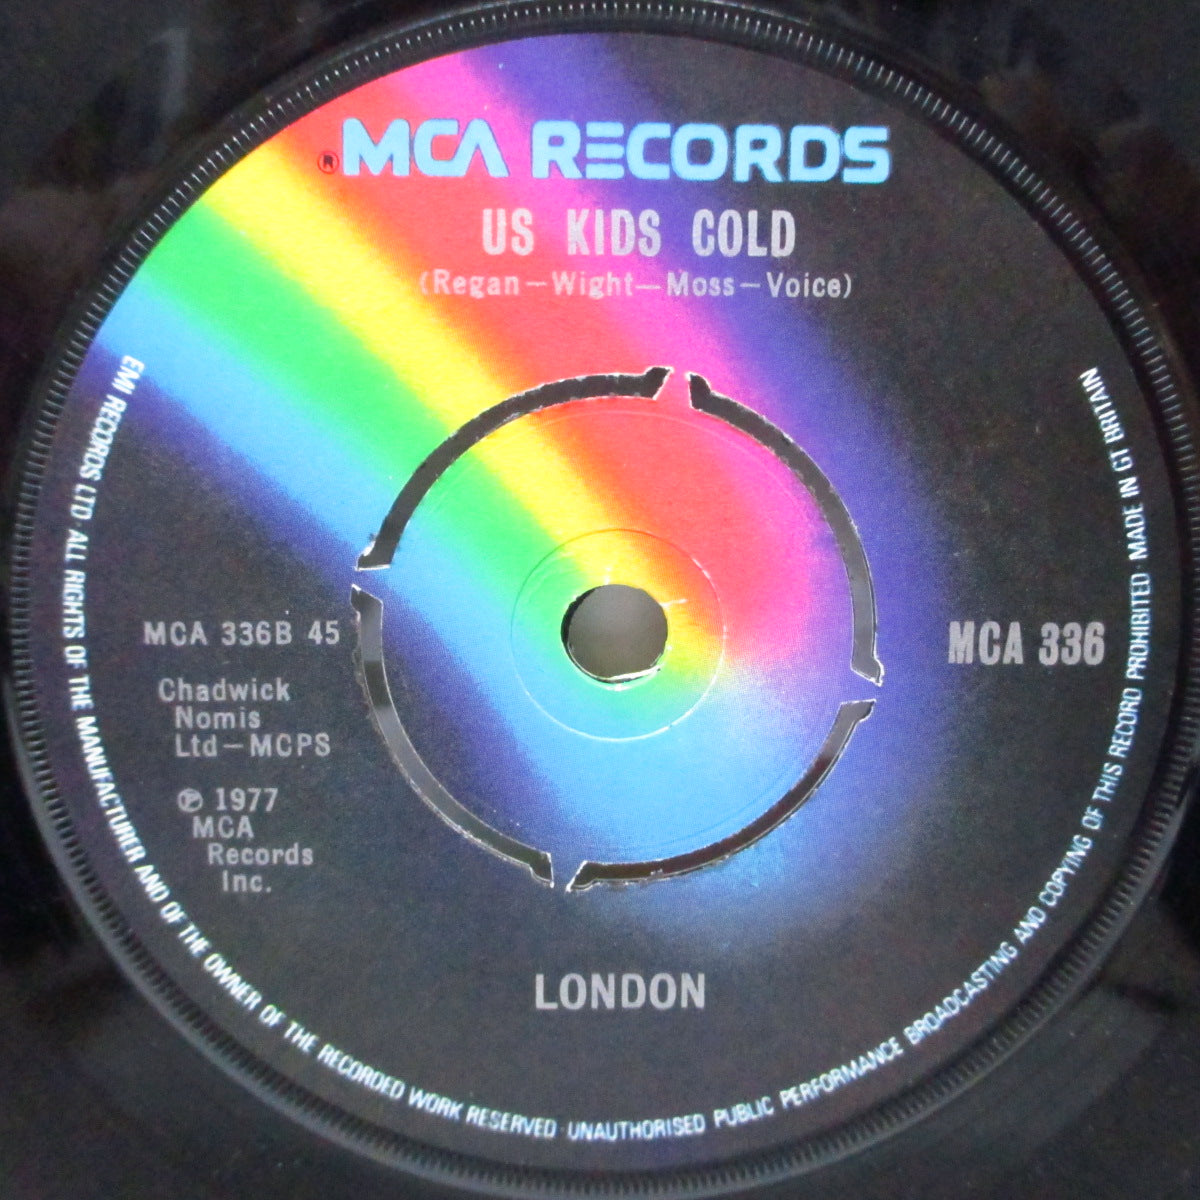 ® MCA RECORDS
US KIDS COLD
(Regan—Wight—Moss—Voice)
MCA 336B 45
Chadwick
Nomis
Ltd—MCPS
℗ 1977
MCA
Records
Inc.
MCA 336
LONDON
EMI RECORDS LTD · ALL RIGHTS OF THE MANUFACTURER AND OF THE OWNER OF THE RECORDED WORK RESERVED · UNAUTHORISED PUBLIC PERFORMANCE BROADCASTING AND COPYING OF THIS RECORD PROHIBITED · MADE IN GT BRITAIN